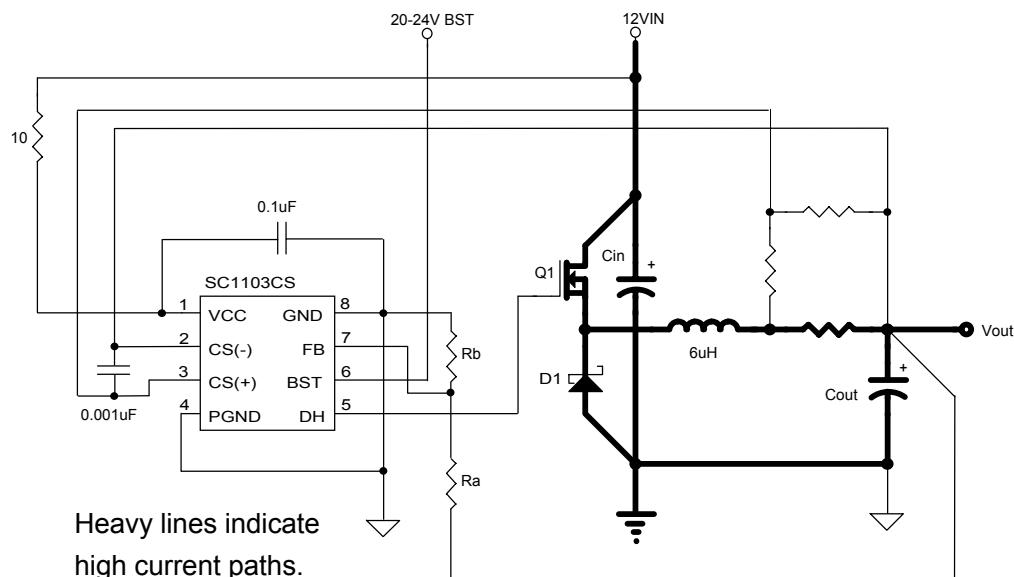 20-24V BST
12VIN
10
0.1uF
SC1103CS
1 VCC GND 8
2 CS(-) FB 7
3 CS(+) BST 6
4 PGND DH 5
0.001uF
Rb
Ra
Q1
Cin
+
D1
6uH
Vout
+
Cout
Heavy lines indicate
high current paths.